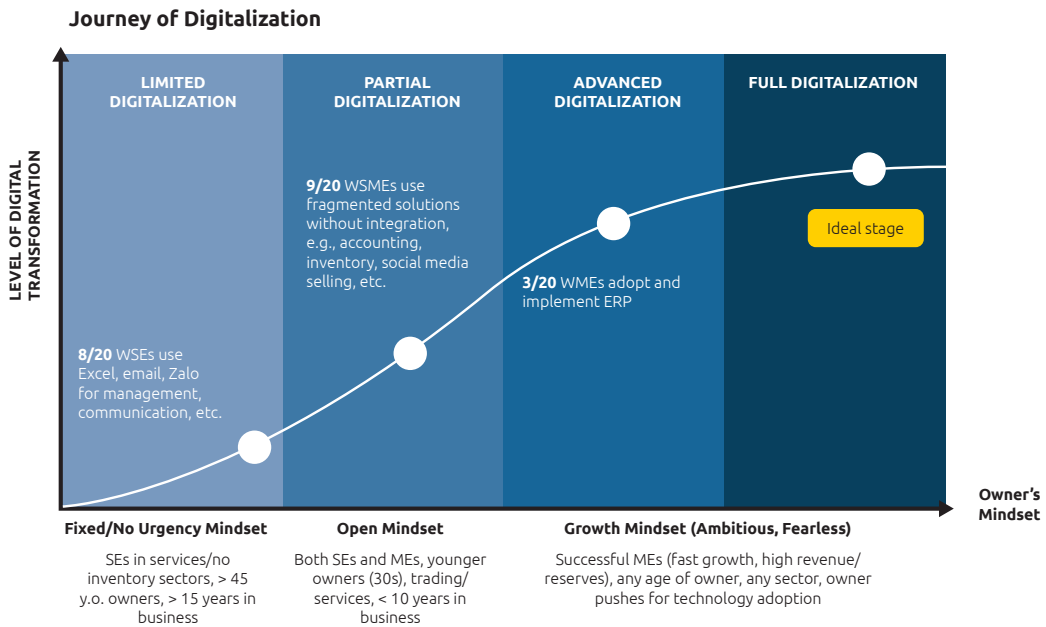 Journey of Digitalization
LEVEL OF DIGITAL
TRANSFORMATION
LIMITED
DIGITALIZATION
8/20 WSEs use
Excel, email, Zalo
for management,
communication, etc.
PARTIAL
DIGITALIZATION
9/20 WSMEs use
fragmented solutions
without integration,
e.g., accounting,
inventory, social media
selling, etc.
ADVANCED
DIGITALIZATION
3/20 WMEs adopt and
implement ERP
FULL DIGITALIZATION
Ideal stage
Owner's
Mindset
Fixed/No Urgency Mindset
SEs in services/no
inventory sectors, > 45
y.o. owners, > 15 years in
business
Open Mindset
Both SEs and MEs, younger
owners (30s), trading/
services, < 10 years in
business
Growth Mindset (Ambitious, Fearless)
Successful MEs (fast growth, high revenue/
reserves), any age of owner, any sector, owner
pushes for technology adoption